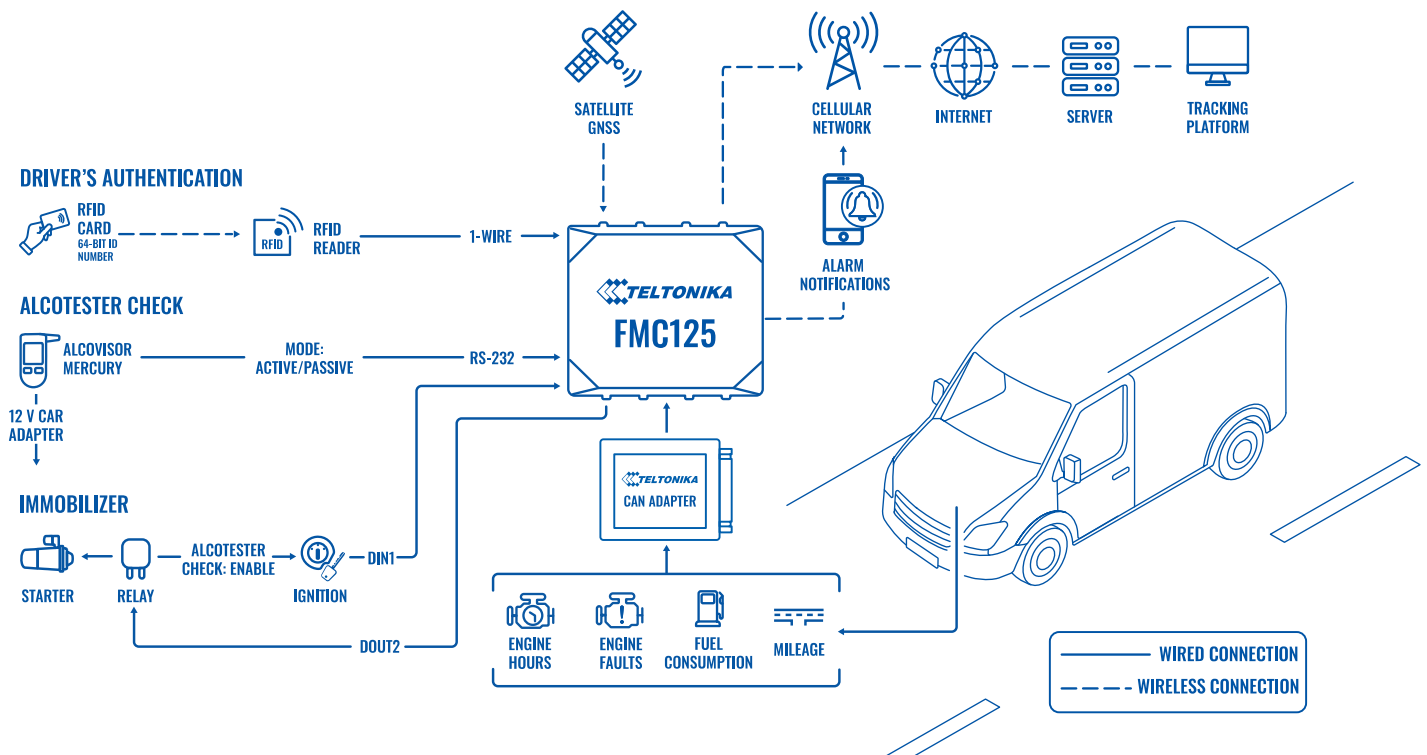 SATELLITE
GNSS
CELLULAR
NETWORK
INTERNET
SERVER
TRACKING
PLATFORM
DRIVER'S AUTHENTICATION
RFID
CARD
64-BIT ID
NUMBER
RFID
RFID
READER
1-WIRE
ALARM
NOTIFICATIONS
TELTONIKA
FMC125
ALCOTESTER CHECK
ALCOVISOR
MERCURY
MODE:
ACTIVE/PASSIVE
RS-232
12 V CAR
ADAPTER
TELTONIKA
CAN ADAPTER
IMMOBILIZER
STARTER
RELAY
ALCOTESTER
CHECK: ENABLE
IGNITION
DIN1
DOUT2
ENGINE
HOURS
ENGINE
FAULTS
FUEL
CONSUMPTION
MILEAGE
WIRED CONNECTION
WIRELESS CONNECTION